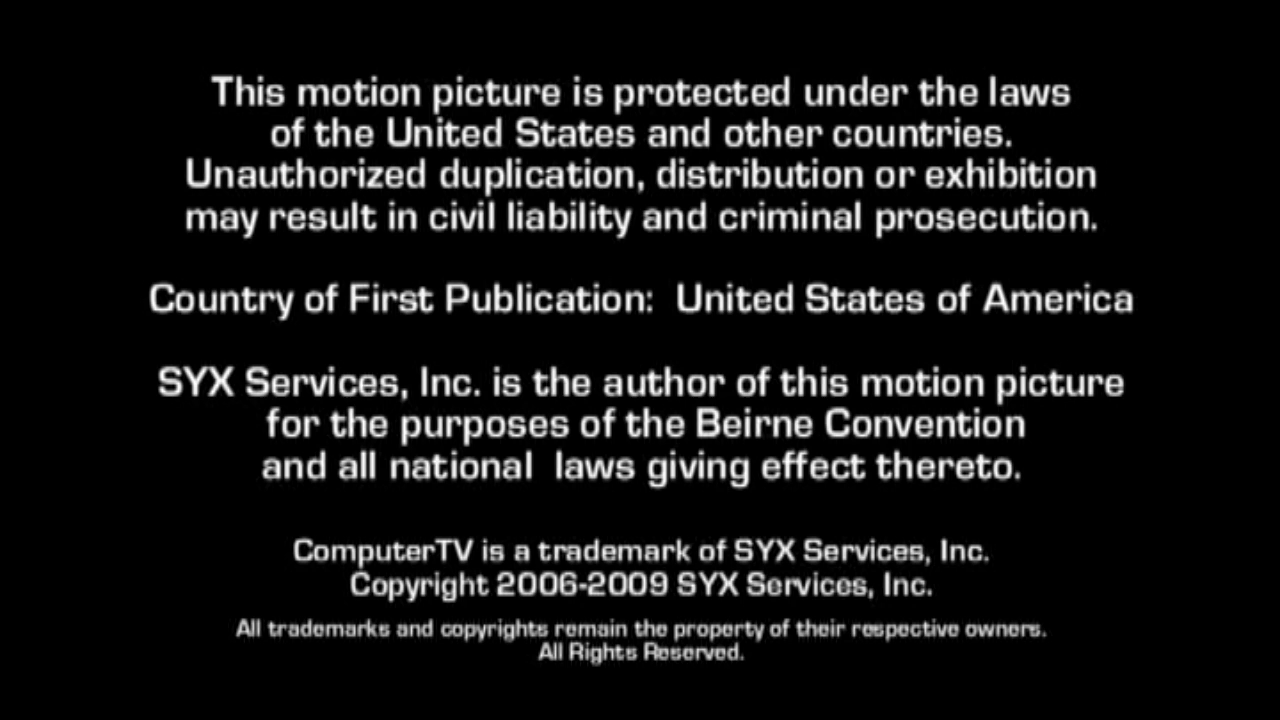 This motion picture is protected under the laws
of the United States and other countries.
Unauthorized duplication, distribution or exhibition
may result in civil liability and criminal prosecution.
Country of First Publication:  United States of America
SYX Services, Inc. is the author of this motion picture
for the purposes of the Beirne Convention
and all national  laws giving effect thereto.
ComputerTV is a trademark of SYX Services, Inc.
Copyright 2006-2009 SYX Services, Inc.
All trademarks and copyrights remain the property of their respective owners.
All Rights Reserved.